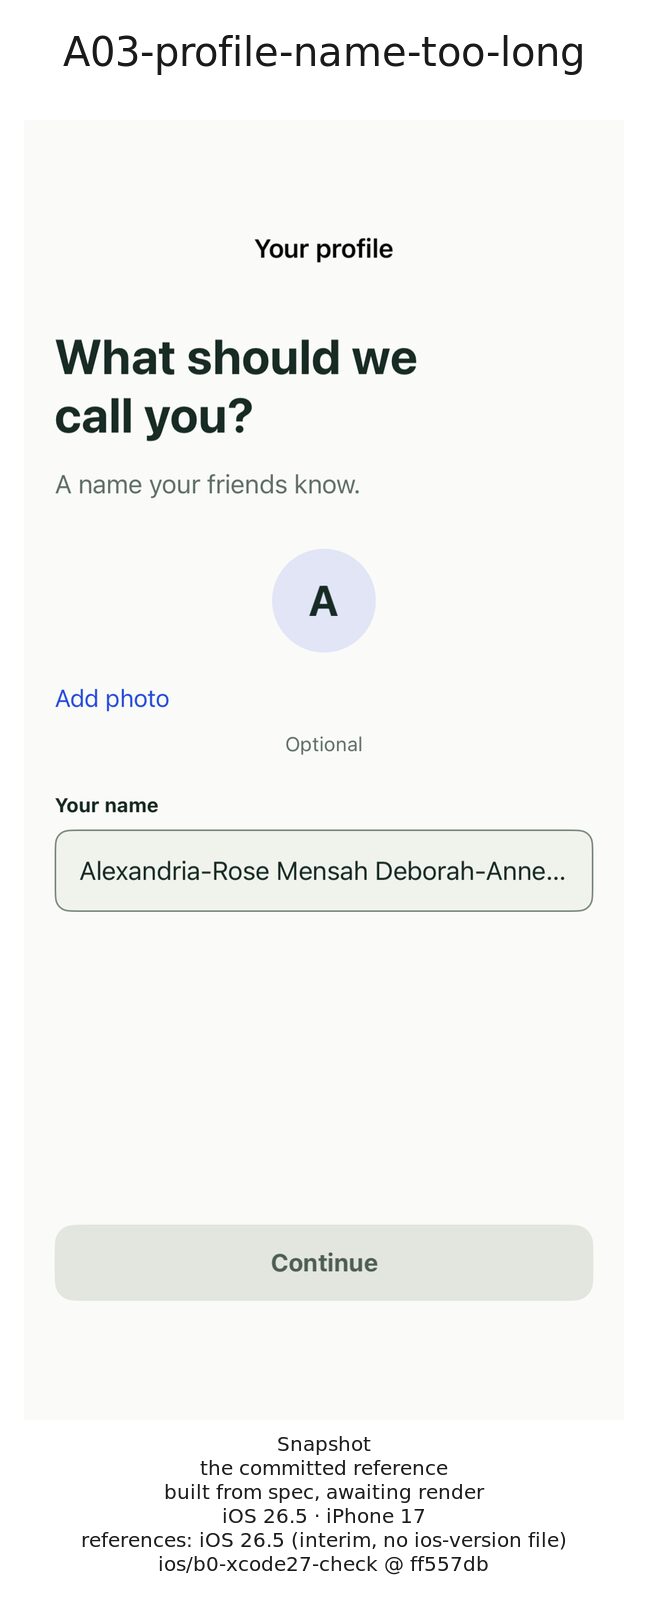 A03-profile-name-too-long
Your profile
What should we
call you?
A name your friends know.
A
Add photo
Optional
Your name
Alexandria-Rose Mensah Deborah-Anne...
Continue
Snapshot
the committed reference
built from spec, awaiting render
iOS 26.5 · iPhone 17
references: iOS 26.5 (interim, no ios-version file)
ios/b0-xcode27-check @ ff557db